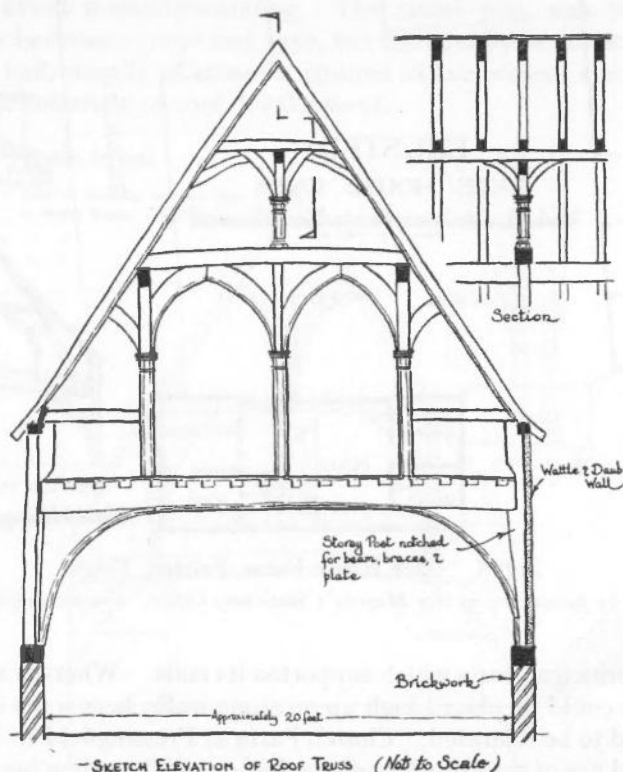 Section
Wattle & Daub
Wall
Storey Post notched
for beam, braces, &
plate
Brickwork
Approximately 20 feet
SKETCH ELEVATION OF ROOF TRUSS (Not to Scale)